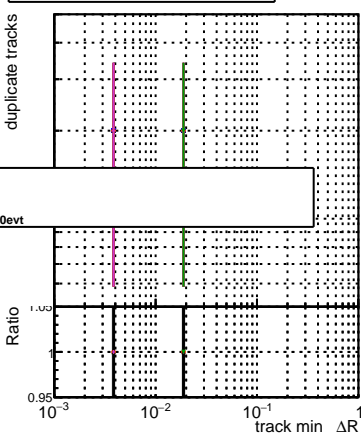 duplicate tracks
0evt
1.05
Ratio
1
0.95
10−3 10−2 10−1 1
track min ΔR